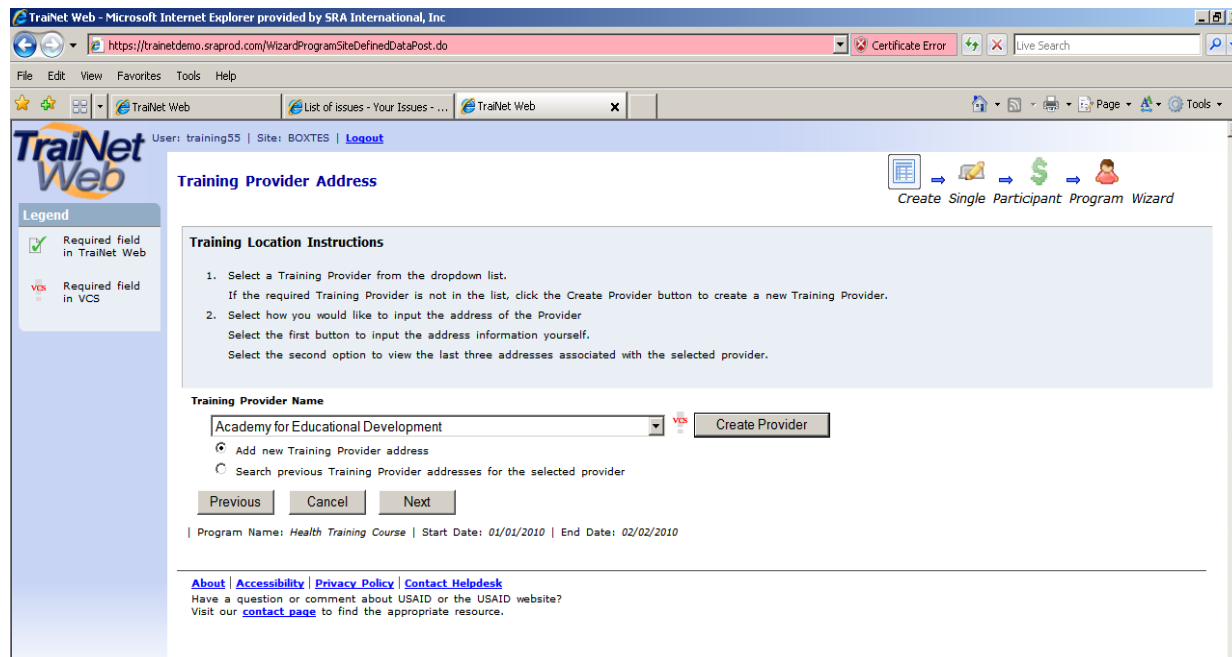 TraiNet Web - Microsoft Internet Explorer provided by SRA International, Inc
https://trainetdemo.sraprod.com/WizardProgramSiteDefinedDataPost.do
Certificate Error
Live Search
File Edit View Favorites Tools Help
TraiNet Web
List of issues - Your Issues - ...
TraiNet Web
Page
Tools
TraiNet
Web
User: training55 | Site: BOXTES | Logout
Training Provider Address
Create Single Participant Program Wizard
Legend
Required field
in TraiNet Web
VCS
Required field
in VCS
Training Location Instructions
1. Select a Training Provider from the dropdown list.
If the required Training Provider is not in the list, click the Create Provider button to create a new Training Provider.
2. Select how you would like to input the address of the Provider
Select the first button to input the address information yourself.
Select the second option to view the last three addresses associated with the selected provider.
Training Provider Name
Academy for Educational Development
VCS
Create Provider
Add new Training Provider address
Search previous Training Provider addresses for the selected provider
Previous
Cancel
Next
| Program Name: Health Training Course | Start Date: 01/01/2010 | End Date: 02/02/2010
About | Accessibility | Privacy Policy | Contact Helpdesk
Have a question or comment about USAID or the USAID website?
Visit our contact page to find the appropriate resource.